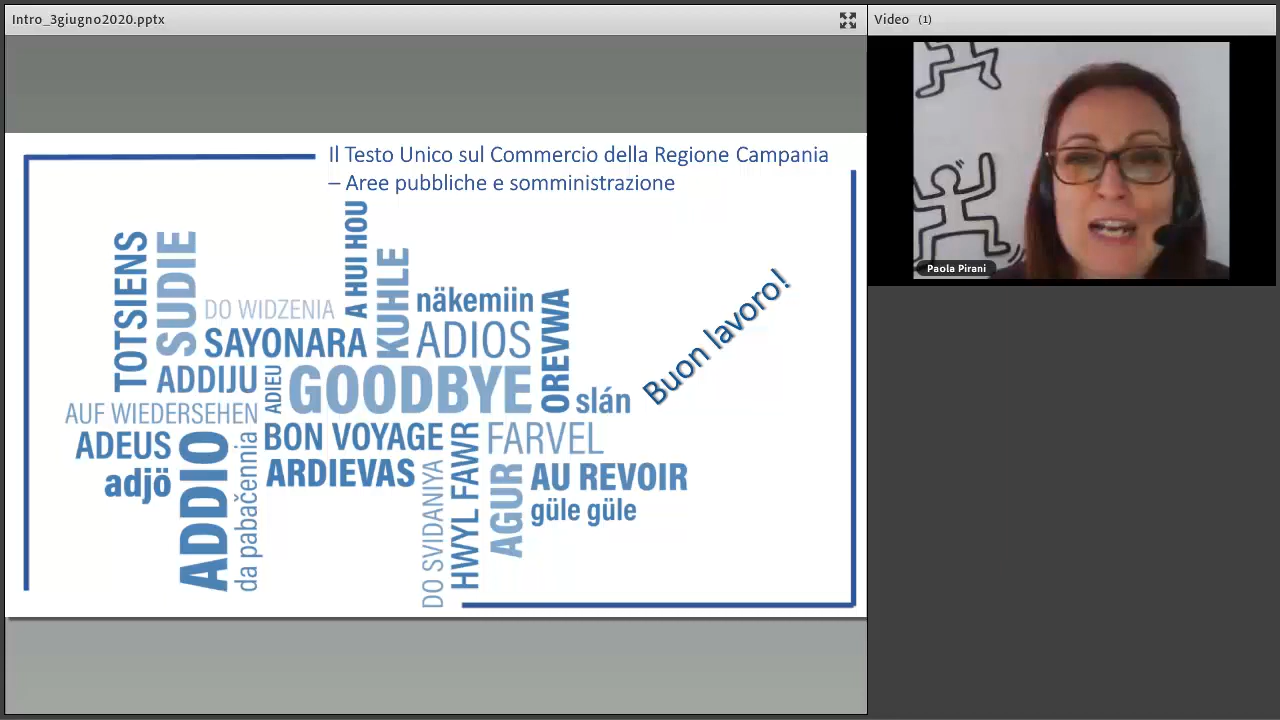 Intro_3giugno2020.pptx
Video (1)
Paola Pirani
Il Testo Unico sul Commercio della Regione Campania
– Aree pubbliche e somministrazione
TOTSIENS
SUDIE
DO WIDZENIA
A HUI HOU
KUHLE
näkemiin
SAYONARA
ADIOS
OREVWA
ADDIJU
ADIEU
GOODBYE
slán
Buon lavoro!
AUF WIEDERSEHEN
ADEUS
adjö
ADDIO
da pabačennia
BON VOYAGE
ARDIEVAS
DO SVIDANIYA
HWYL FAWR
FARVEL
AGUR
AU REVOIR
güle güle